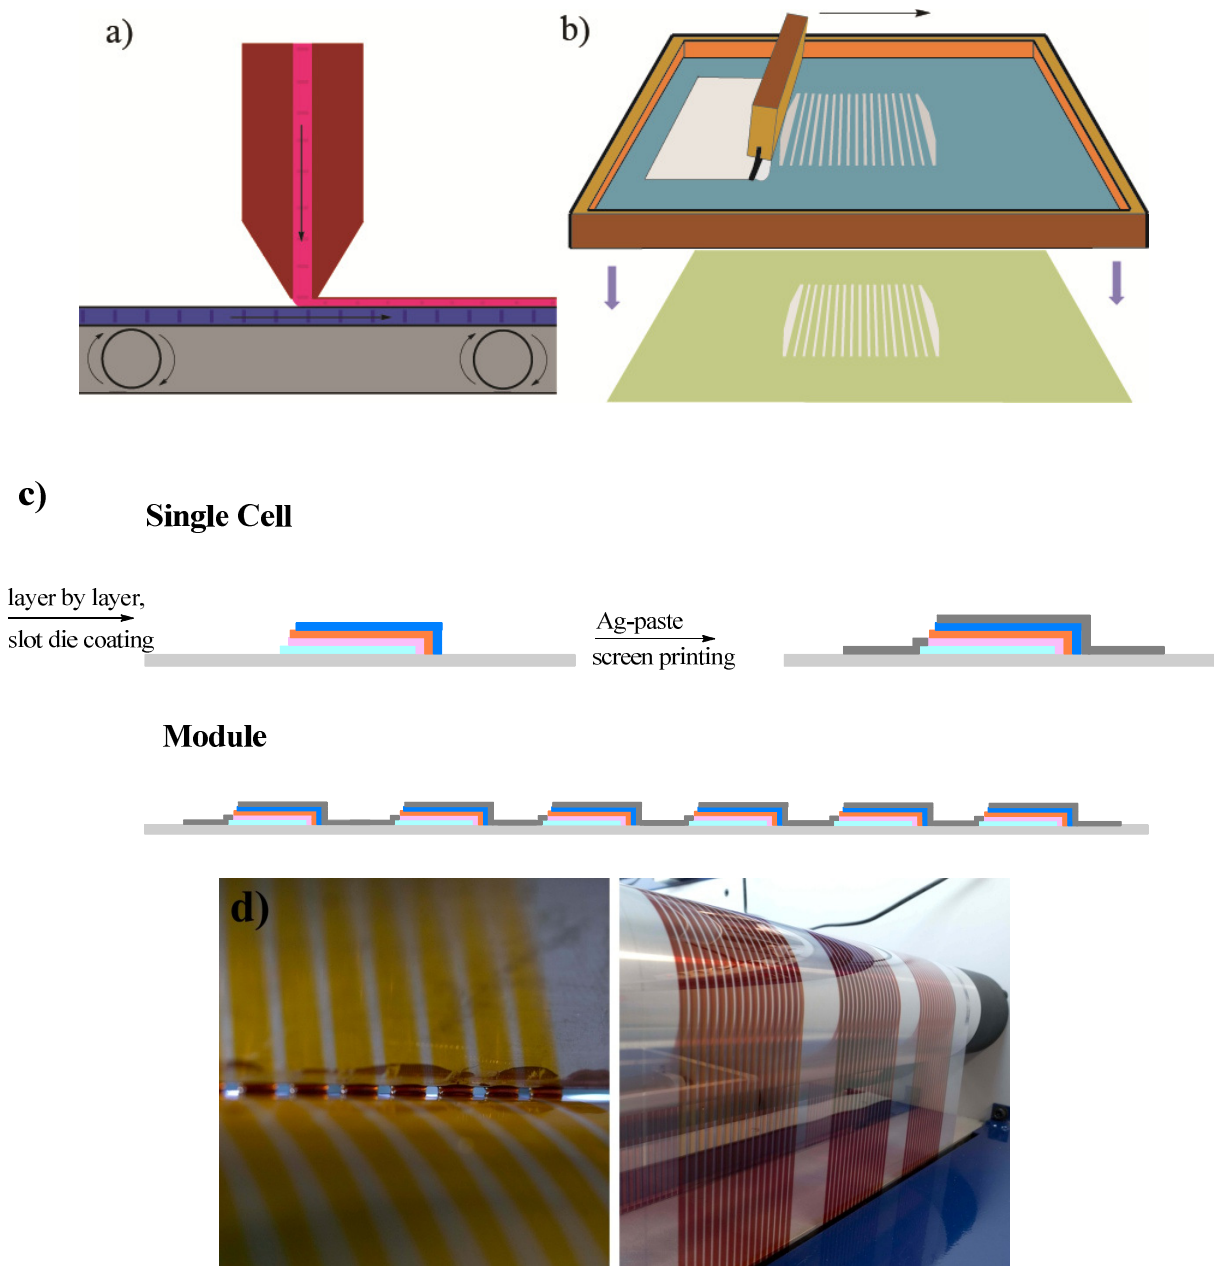 a)
b)
c)
Single Cell
layer by layer,
slot die coating
Ag-paste
screen printing
Module
d)